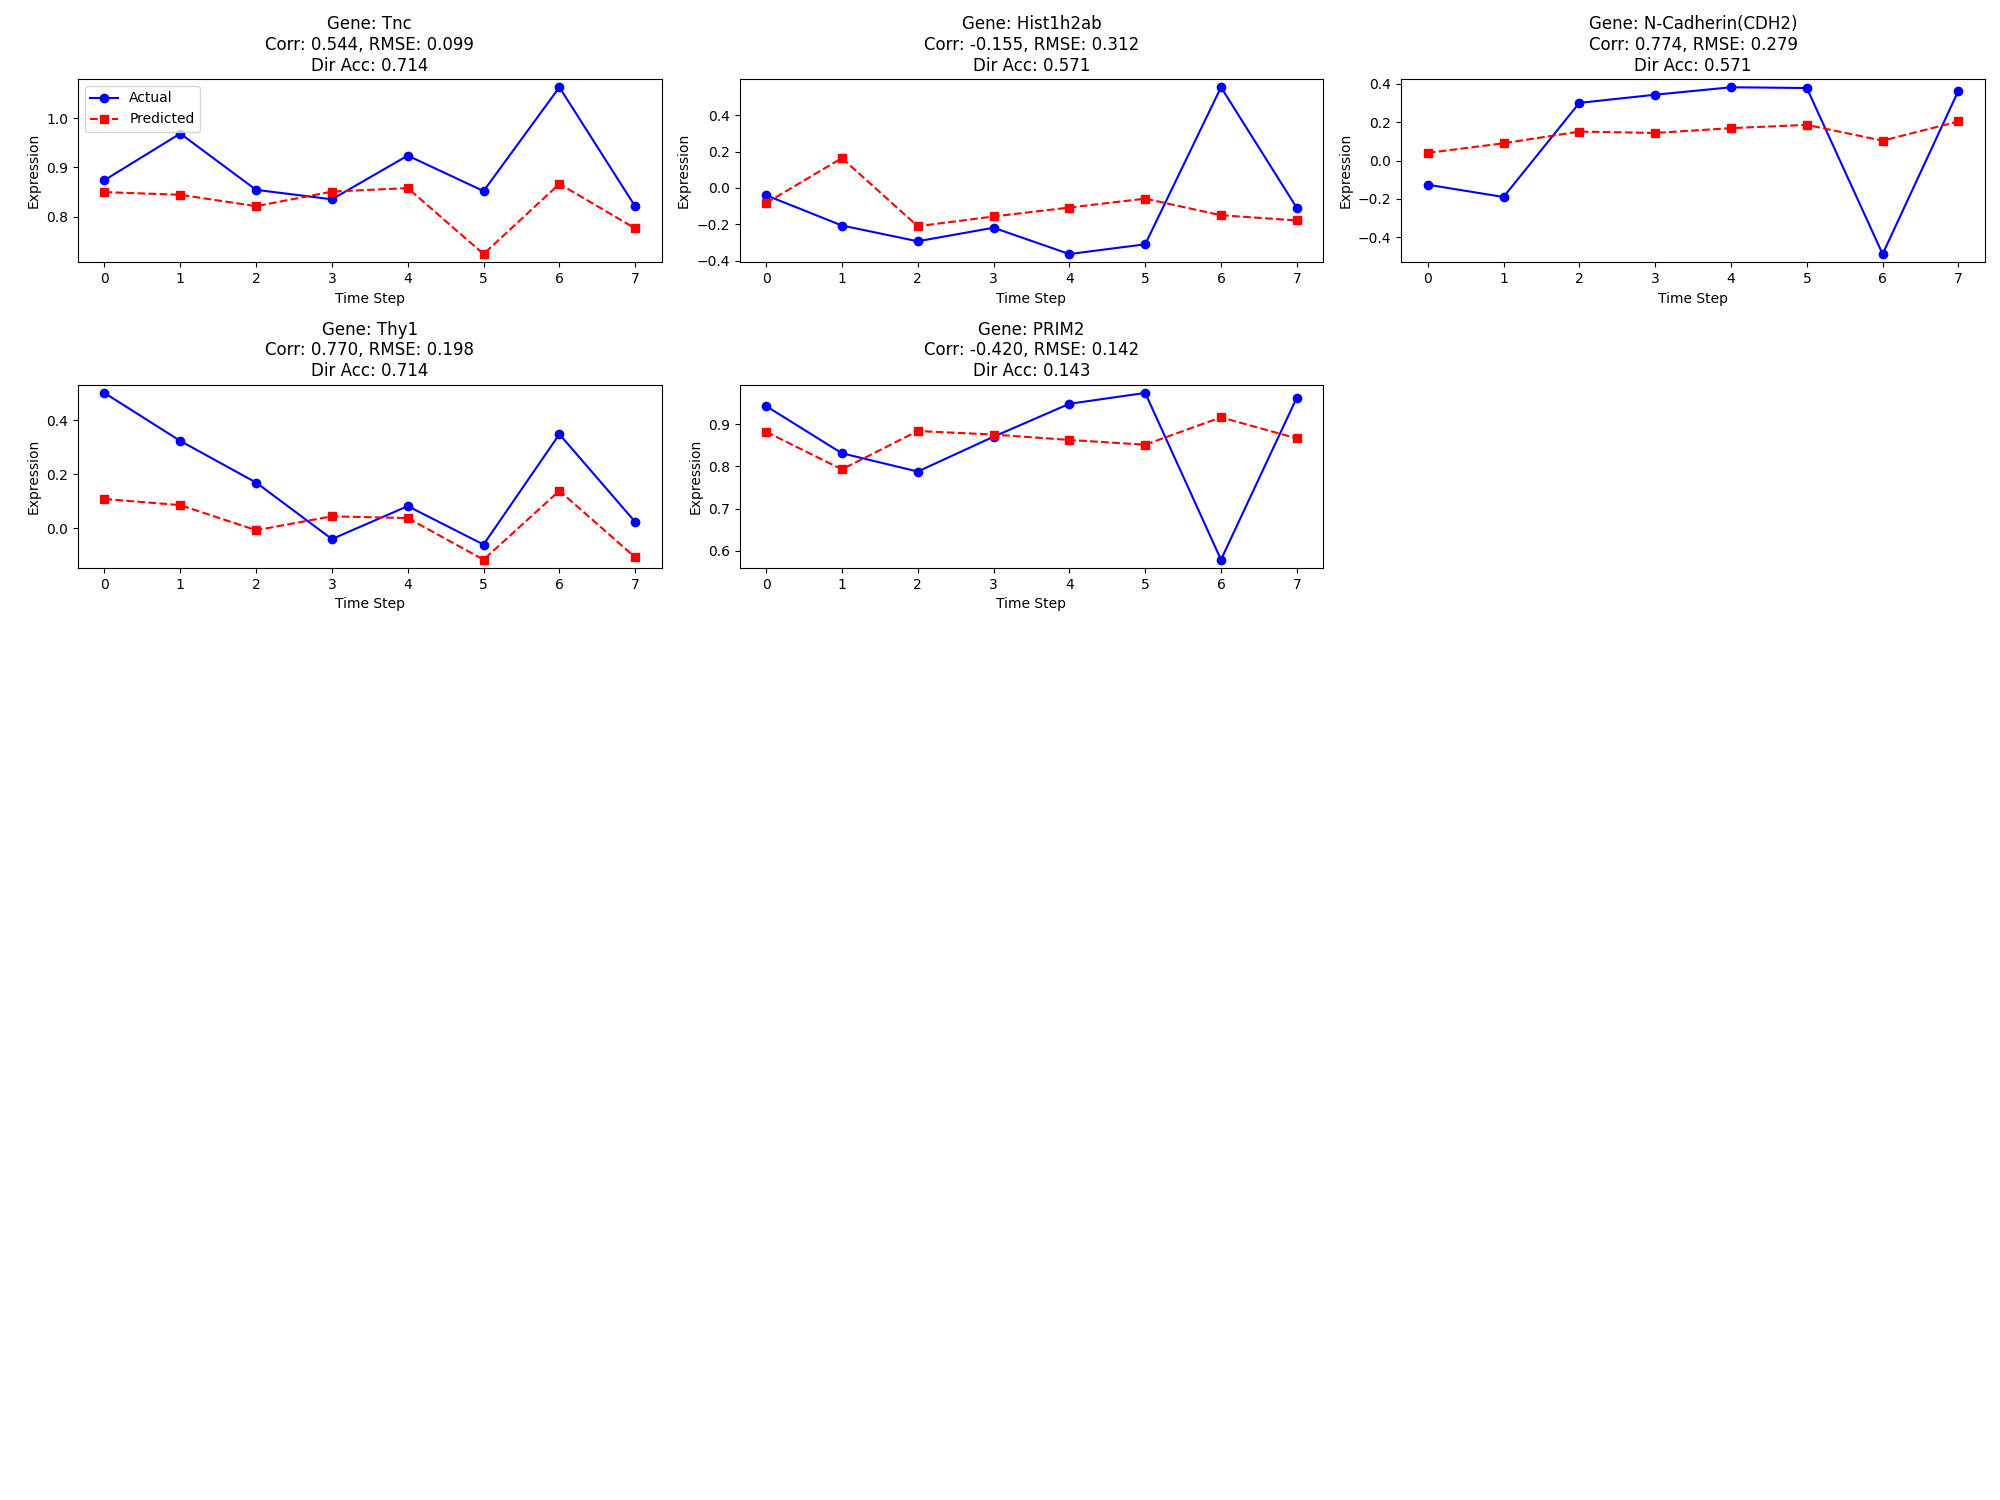 Gene: Tnc
Corr: 0.544, RMSE: 0.099
Dir Acc: 0.714
Actual
Predicted
Expression
1.0
0.9
0.8
0 1 2 3 4 5 6 7
Time Step
Gene: Hist1h2ab
Corr: -0.155, RMSE: 0.312
Dir Acc: 0.571
Expression
0.4
0.2
0.0
−0.2
−0.4
0 1 2 3 4 5 6 7
Time Step
Gene: N-Cadherin(CDH2)
Corr: 0.774, RMSE: 0.279
Dir Acc: 0.571
Expression
0.4
0.2
0.0
−0.2
−0.4
0 1 2 3 4 5 6 7
Time Step
Gene: Thy1
Corr: 0.770, RMSE: 0.198
Dir Acc: 0.714
Expression
0.4
0.2
0.0
0 1 2 3 4 5 6 7
Time Step
Gene: PRIM2
Corr: -0.420, RMSE: 0.142
Dir Acc: 0.143
Expression
0.9
0.8
0.7
0.6
0 1 2 3 4 5 6 7
Time Step